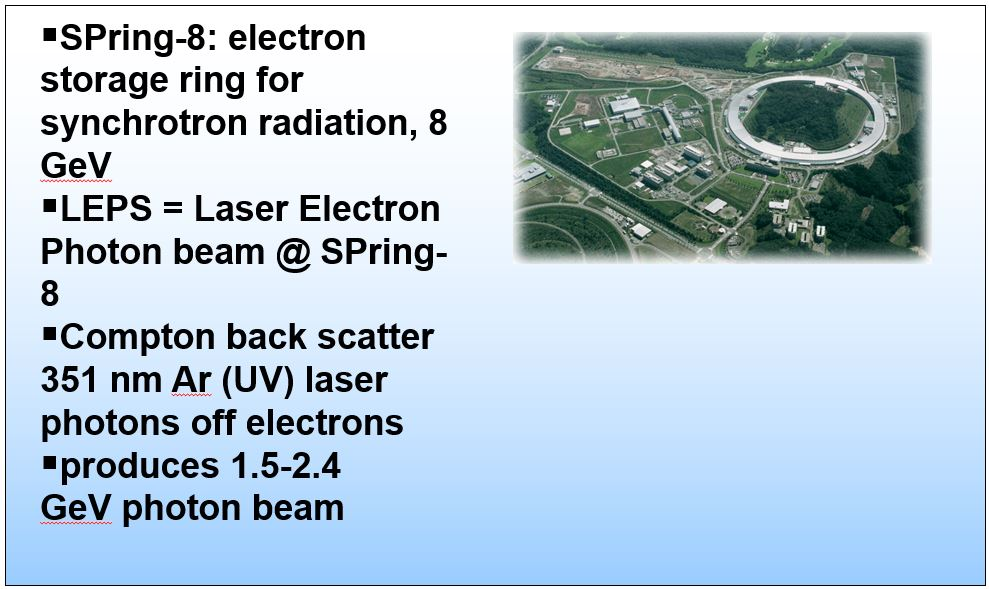 ▪SPring-8: electron
storage ring for
synchrotron radiation, 8
GeV
▪LEPS = Laser Electron
Photon beam @ SPring-
8
▪Compton back scatter
351 nm Ar (UV) laser
photons off electrons
▪produces 1.5-2.4
GeV photon beam